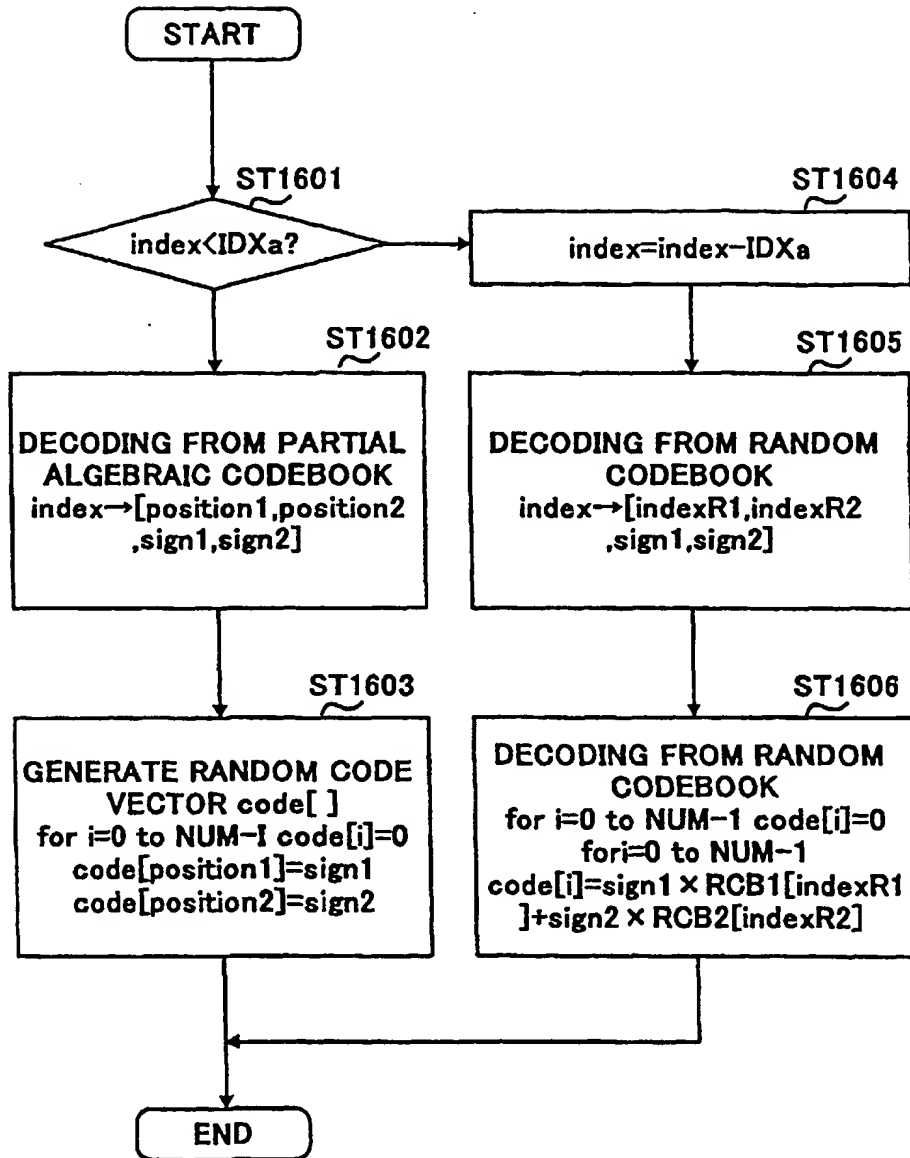 START
ST1601
index<IDXa?
ST1604
index=index-IDXa
ST1602
DECODING FROM PARTIAL
ALGEBRAIC CODEBOOK
index→[position1,position2
,sign1,sign2]
ST1605
DECODING FROM RANDOM
CODEBOOK
index→[indexR1,indexR2
,sign1,sign2]
ST1603
GENERATE RANDOM CODE
VECTOR code[ ]
for i=0 to NUM-I code[i]=0
code[position1]=sign1
code[position2]=sign2
ST1606
DECODING FROM RANDOM
CODEBOOK
for i=0 to NUM-1 code[i]=0
fori=0 to NUM-1
code[i]=sign1×RCB1[indexR1
]+sign2×RCB2[indexR2]
END